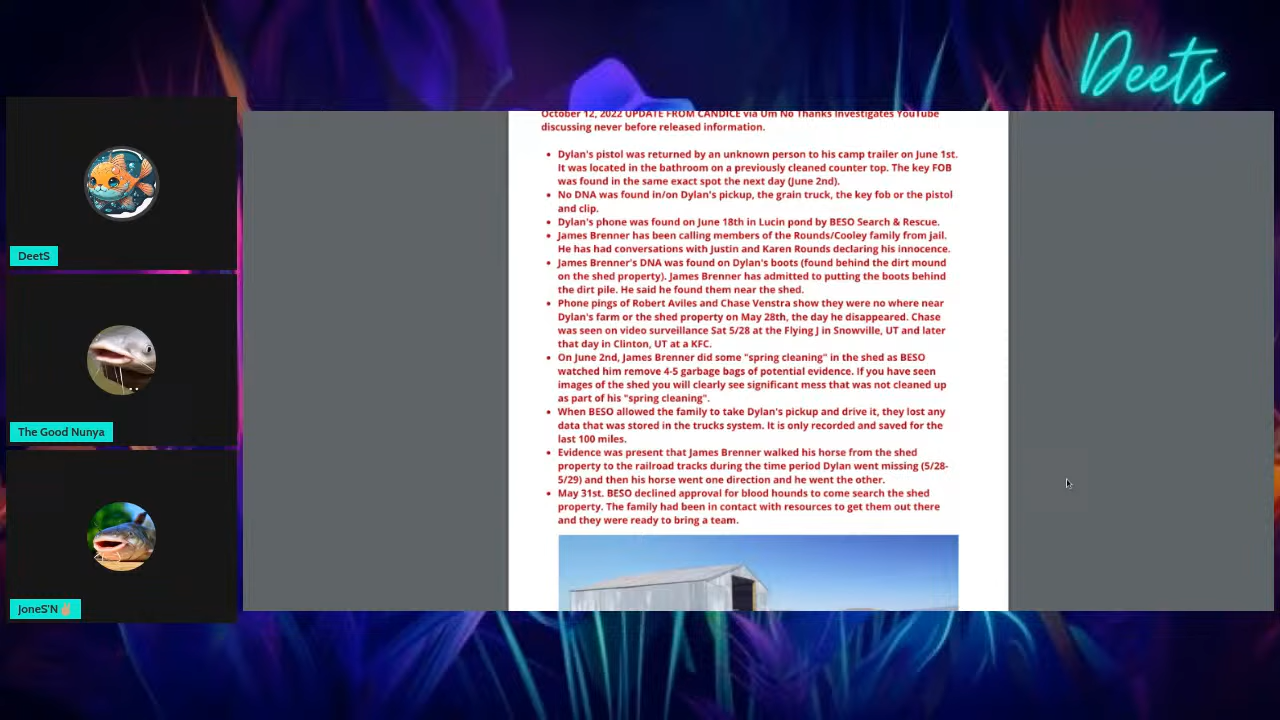 Deets
October 12, 2022 UPDATE FROM CANDICE via Um No Thanks Investigates YouTube
discussing never before released information.
• Dylan's pistol was returned by an unknown person to his camp trailer on June 1st.
It was located in the bathroom on a previously cleaned counter top. The key FOB
was found in the same exact spot the next day (June 2nd).
• No DNA was found in/on Dylan's pickup, the grain truck, the key fob or the pistol
and clip.
• Dylan's phone was found on June 18th in Lucin pond by BESO Search & Rescue.
• James Brenner has been calling members of the Rounds/Cooley family from jail.
He has had conversations with Justin and Karen Rounds declaring his innocence.
• James Brenner's DNA was found on Dylan's boots (found behind the dirt mound
on the shed property). James Brenner has admitted to putting the boots behind
the dirt pile. He said he found them near the shed.
• Phone pings of Robert Aviles and Chase Venstra show they were no where near
Dylan's farm or the shed property on May 28th, the day he disappeared. Chase
was seen on video surveillance Sat 5/28 at the Flying J in Snowville, UT and later
that day in Clinton, UT at a KFC.
• On June 2nd, James Brenner did some "spring cleaning" in the shed as BESO
watched him remove 4-5 garbage bags of potential evidence. If you have seen
images of the shed you will clearly see significant mess that was not cleaned up
as part of his "spring cleaning".
• When BESO allowed the family to take Dylan's pickup and drive it, they lost any
data that was stored in the trucks system. It is only recorded and saved for the
last 100 miles.
• Evidence was present that James Brenner walked his horse from the shed
property to the railroad tracks during the time period Dylan went missing (5/28-
5/29) and then his horse went one direction and he went the other.
• May 31st. BESO declined approval for blood hounds to come search the shed
property. The family had been in contact with resources to get them out there
and they were ready to bring a team.
DeetS
The Good Nunya
JoneS'N✌🏼